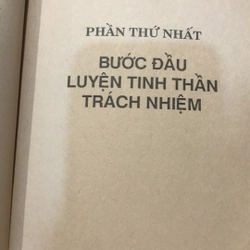 PHẦN THỨ NHẤT
BƯỚC ĐẦU
LUYỆN TINH THẦN
TRÁCH NHIỆM